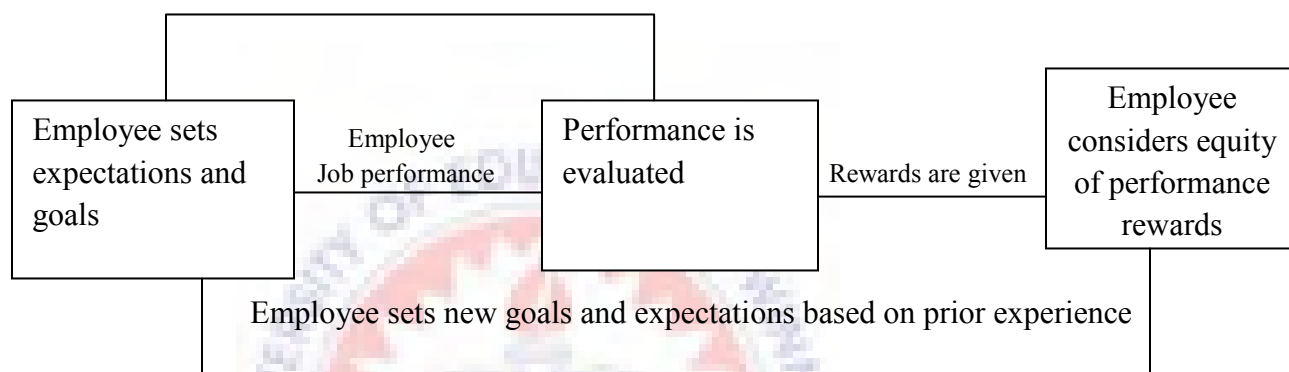 Employee sets
expectations and
goals
Employee
Job performance
Performance is
evaluated
Rewards are given
Employee
considers equity
of performance
rewards
Employee sets new goals and expectations based on prior experience